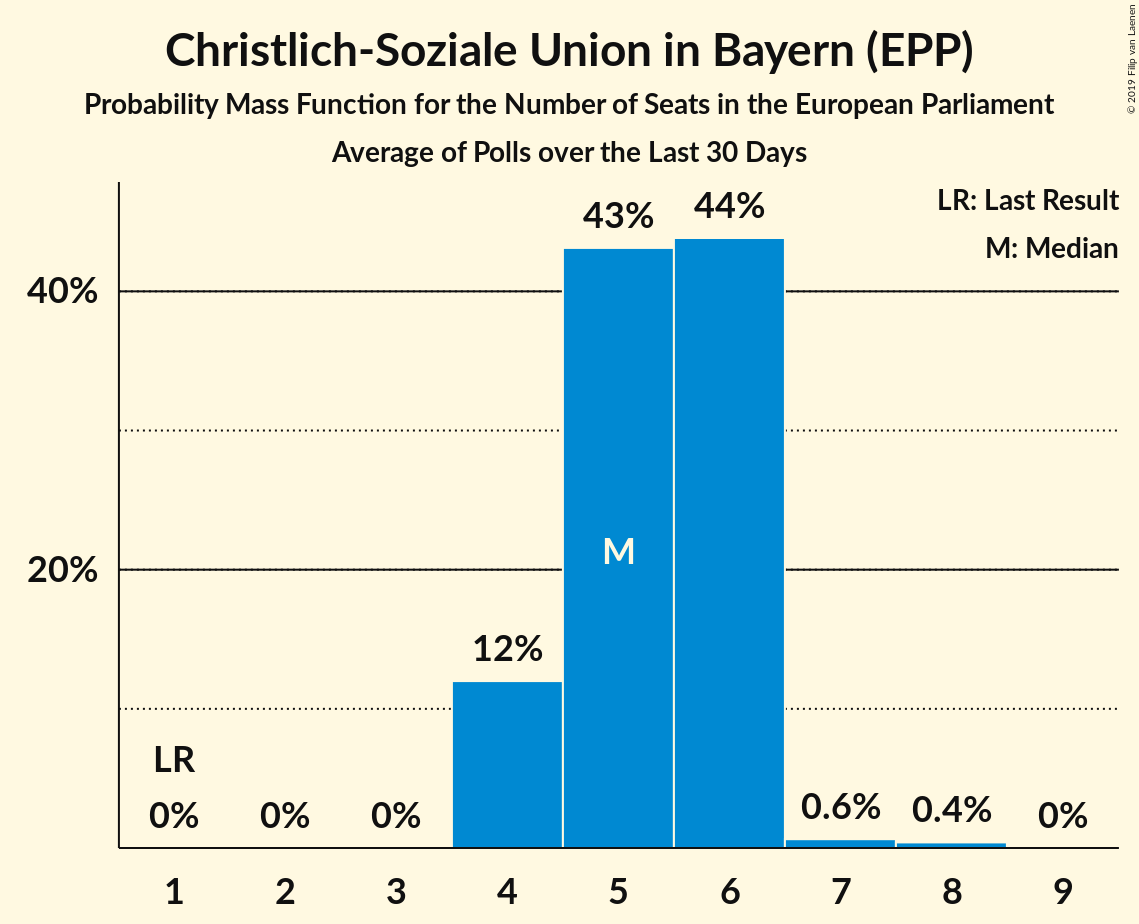 Christlich-Soziale Union in Bayern (EPP)
Probability Mass Function for the Number of Seats in the European Parliament
Average of Polls over the Last 30 Days
© 2019 Filip van Laenen
LR: Last Result
M: Median
43%
44%
40%
M
20%
12%
LR
0%
0%
0%
0.6%
0.4%
0%
1 2 3 4 5 6 7 8 9